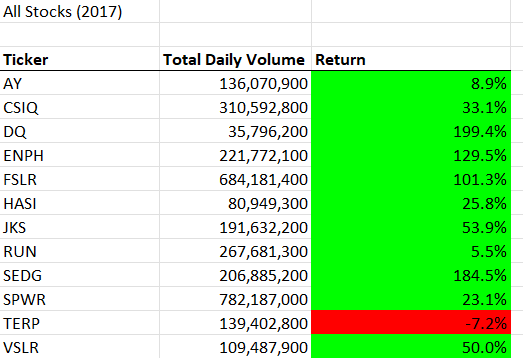 All Stocks (2017)
Ticker Total Daily Volume Return
AY 136,070,900 8.9%
CSIQ 310,592,800 33.1%
DQ 35,796,200 199.4%
ENPH 221,772,100 129.5%
FSLR 684,181,400 101.3%
HASI 80,949,300 25.8%
JKS 191,632,200 53.9%
RUN 267,681,300 5.5%
SEDG 206,885,200 184.5%
SPWR 782,187,000 23.1%
TERP 139,402,800 -7.2%
VSLR 109,487,900 50.0%